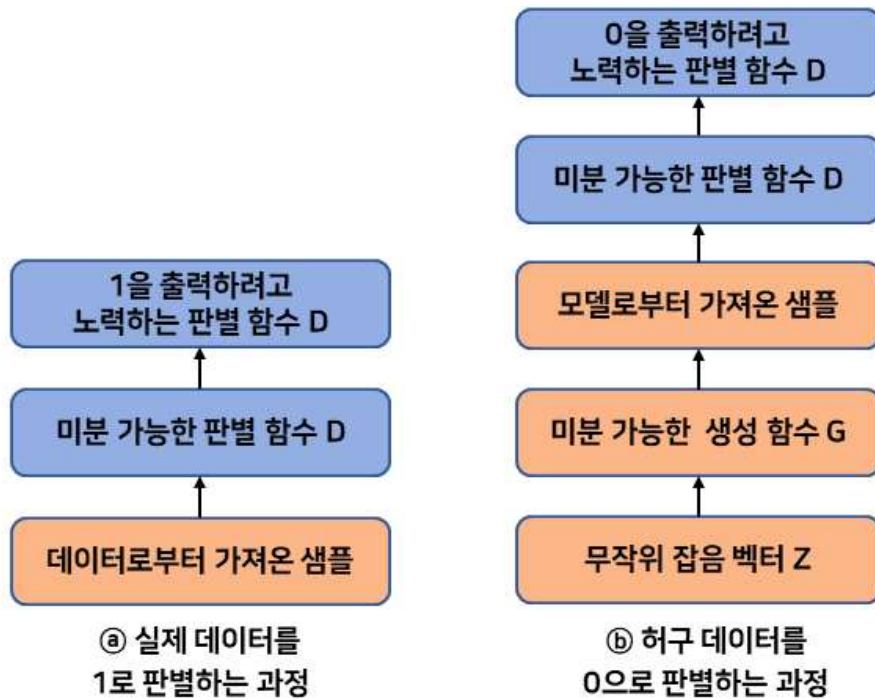 1을 출력하려고
노력하는 판별 함수 D
미분 가능한 판별 함수 D
데이터로부터 가져온 샘플
ⓐ 실제 데이터를
1로 판별하는 과정
0을 출력하려고
노력하는 판별 함수 D
미분 가능한 판별 함수 D
모델로부터 가져온 샘플
미분 가능한 생성 함수 G
무작위 잡음 벡터 Z
ⓑ 허구 데이터를
0으로 판별하는 과정